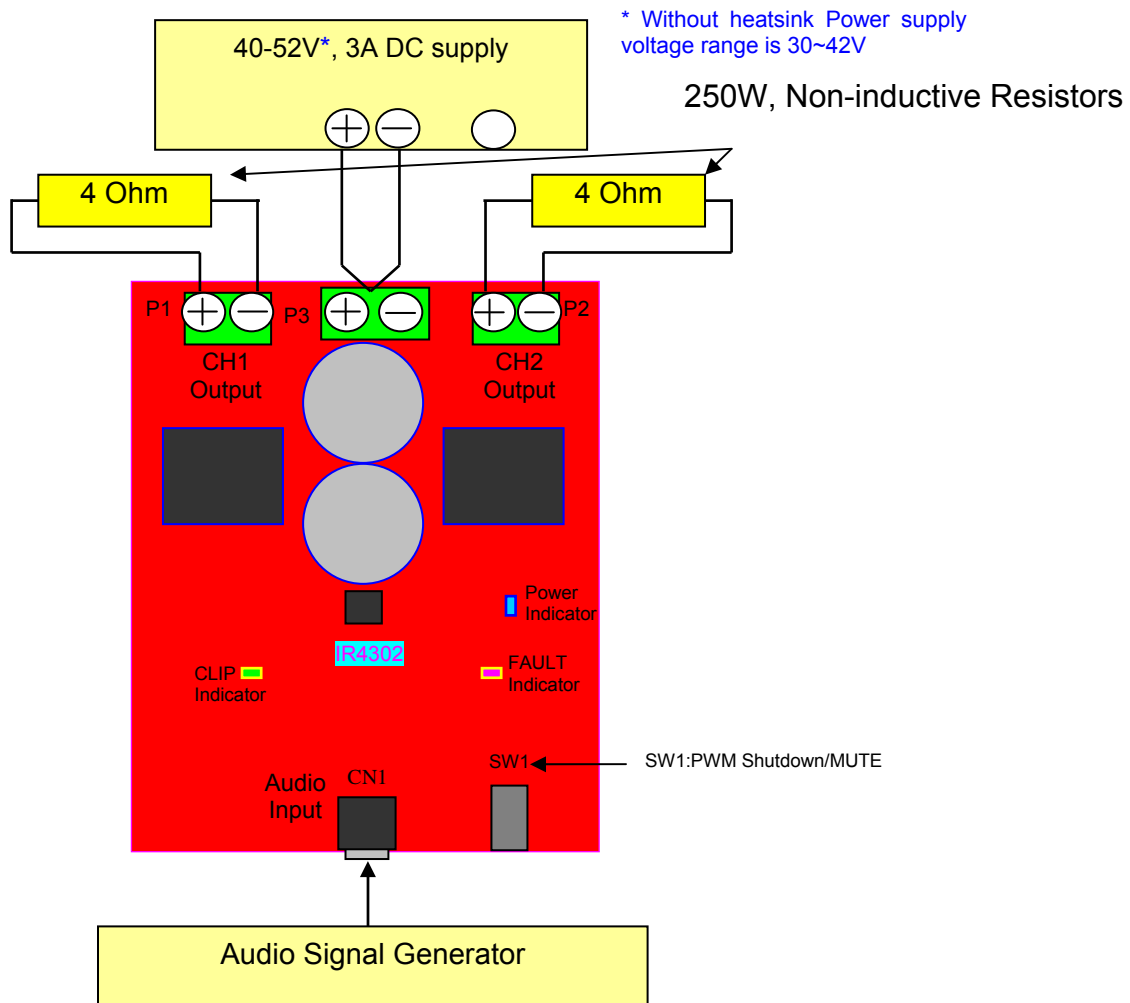 * Without heatsink Power supply
voltage range is 30~42V
40-52V*, 3A DC supply
250W, Non-inductive Resistors
4 Ohm
4 Ohm
P1
P3
P2
CH1
Output
CH2
Output
Power
Indicator
IR4302
CLIP
Indicator
FAULT
Indicator
SW1
SW1:PWM Shutdown/MUTE
Audio
Input
CN1
Audio Signal Generator